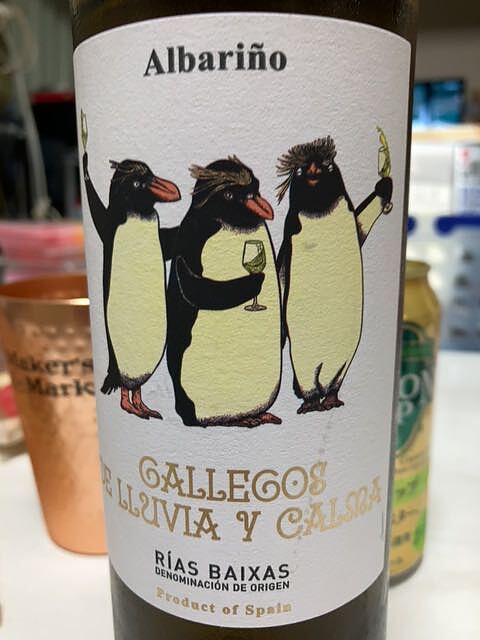 Albariño
GALLEGOS
DE LLUVIA Y CALMA
RÍAS BAIXAS
DENOMINACIÓN DE ORIGEN
Product of Spain
Maker's
Mark